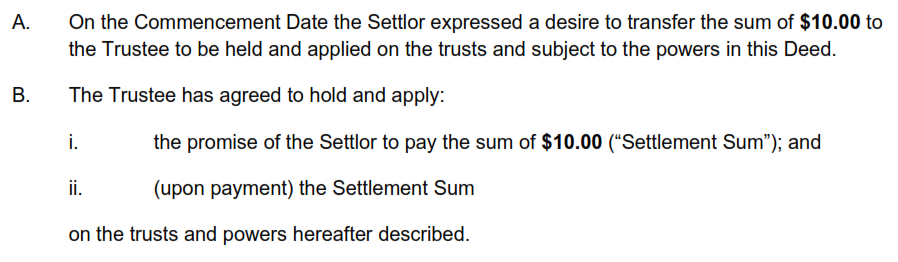 A. On the Commencement Date the Settlor expressed a desire to transfer the sum of $10.00 to
the Trustee to be held and applied on the trusts and subject to the powers in this Deed.
B. The Trustee has agreed to hold and apply:
i. the promise of the Settlor to pay the sum of $10.00 (“Settlement Sum”); and
ii. (upon payment) the Settlement Sum
on the trusts and powers hereafter described.